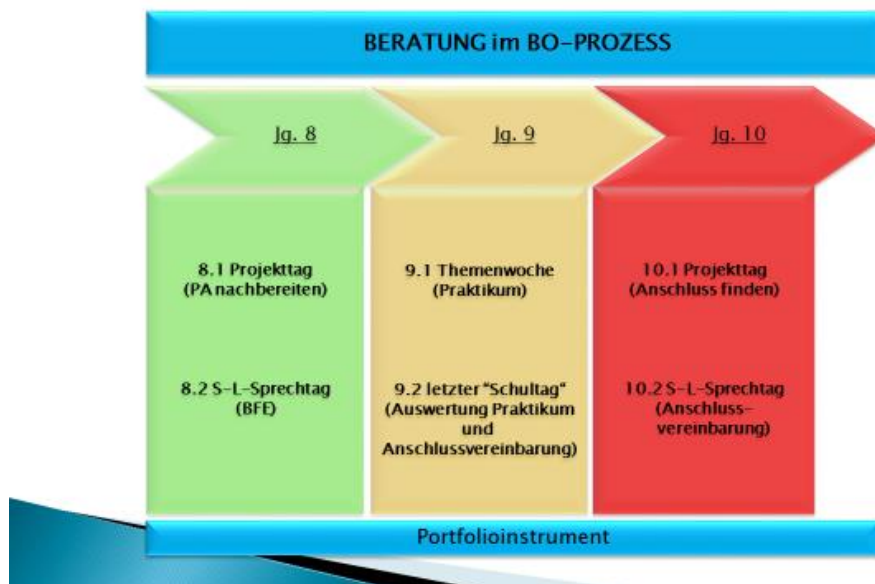 BERATUNG im BO-PROZESS
Jg. 8
Jg. 9
Jg. 10
8.1 Projekttag
(PA nachbereiten)
8.2 S-L-Sprechtag
(BFE)
9.1 Themenwoche
(Praktikum)
9.2 letzter "Schultag"
(Auswertung Praktikum
und
Anschlussvereinbarung)
10.1 Projekttag
(Anschluss finden)
10.2 S-L-Sprechtag
(Anschluss-
vereinbarung)
Portfolioinstrument